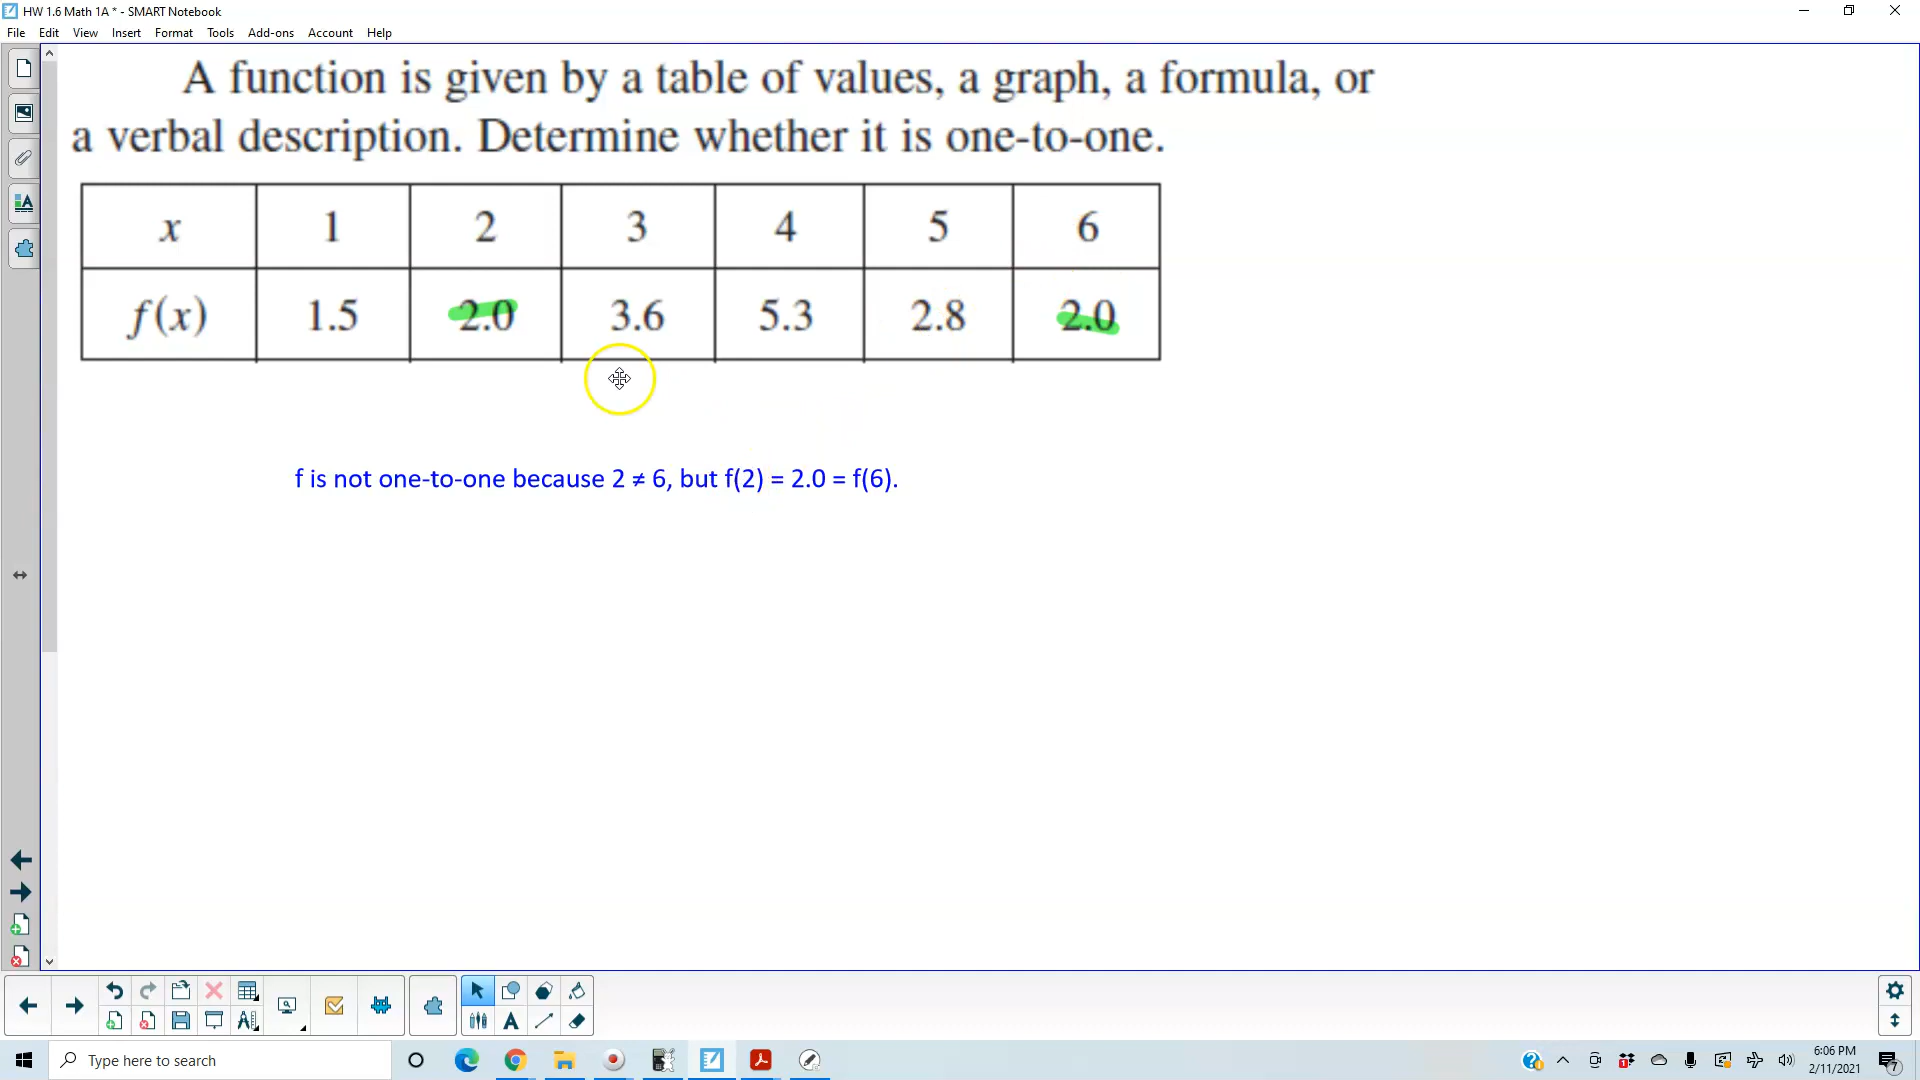 HW 1.6 Math 1A * - SMART Notebook
File Edit View Insert Format Tools Add-ons Account Help
A function is given by a table of values, a graph, a formula, or
a verbal description. Determine whether it is one-to-one.
x 1 2 3 4 5 6
f(x) 1.5 2.0 3.6 5.3 2.8 2.0
f is not one-to-one because 2 ≠ 6, but f(2) = 2.0 = f(6).
Type here to search
6:06 PM
2/11/2021
7